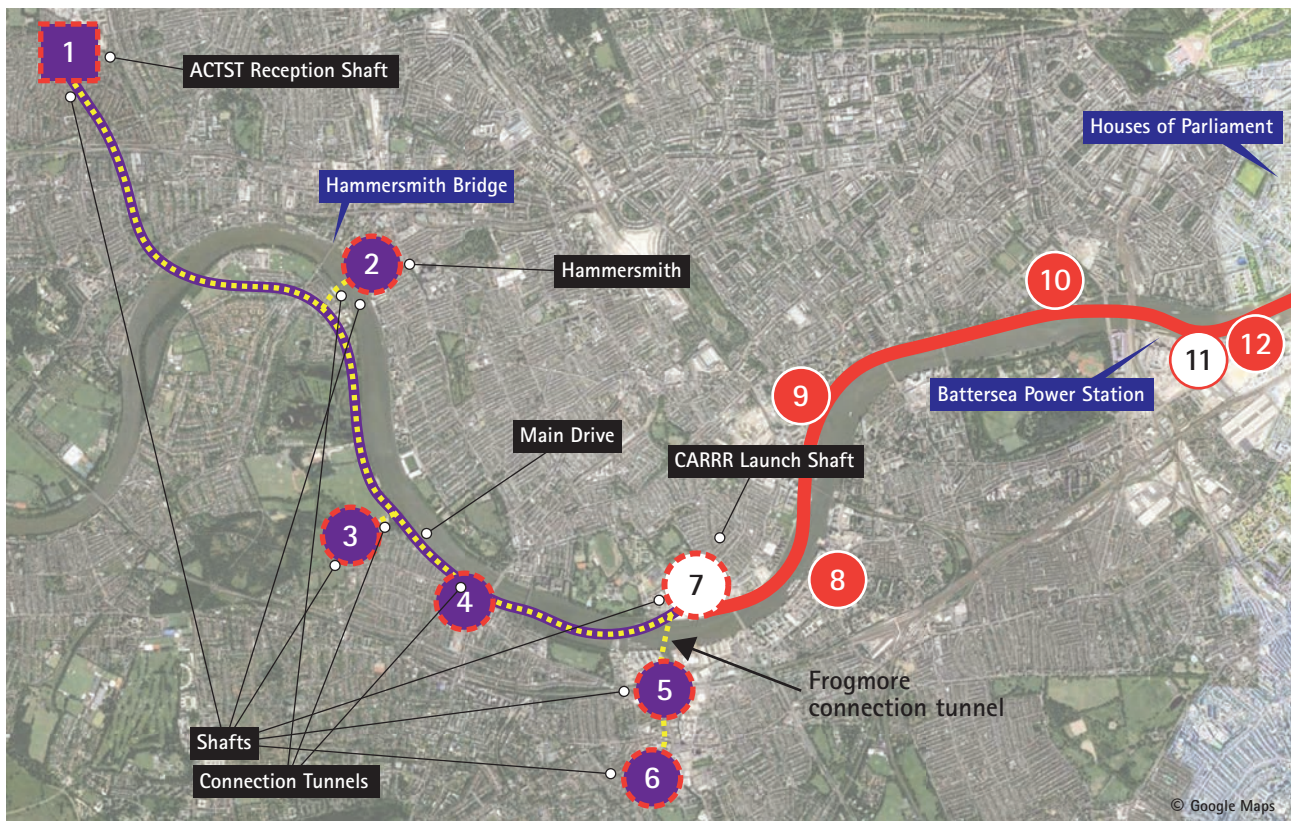 1
ACTST Reception Shaft
Houses of Parliament
Hammersmith Bridge
2
Hammersmith
10
11
12
Battersea Power Station
9
Main Drive
CARRR Launch Shaft
3
4
7
8
5
Frogmore
connection tunnel
Shafts
6
Connection Tunnels
© Google Maps